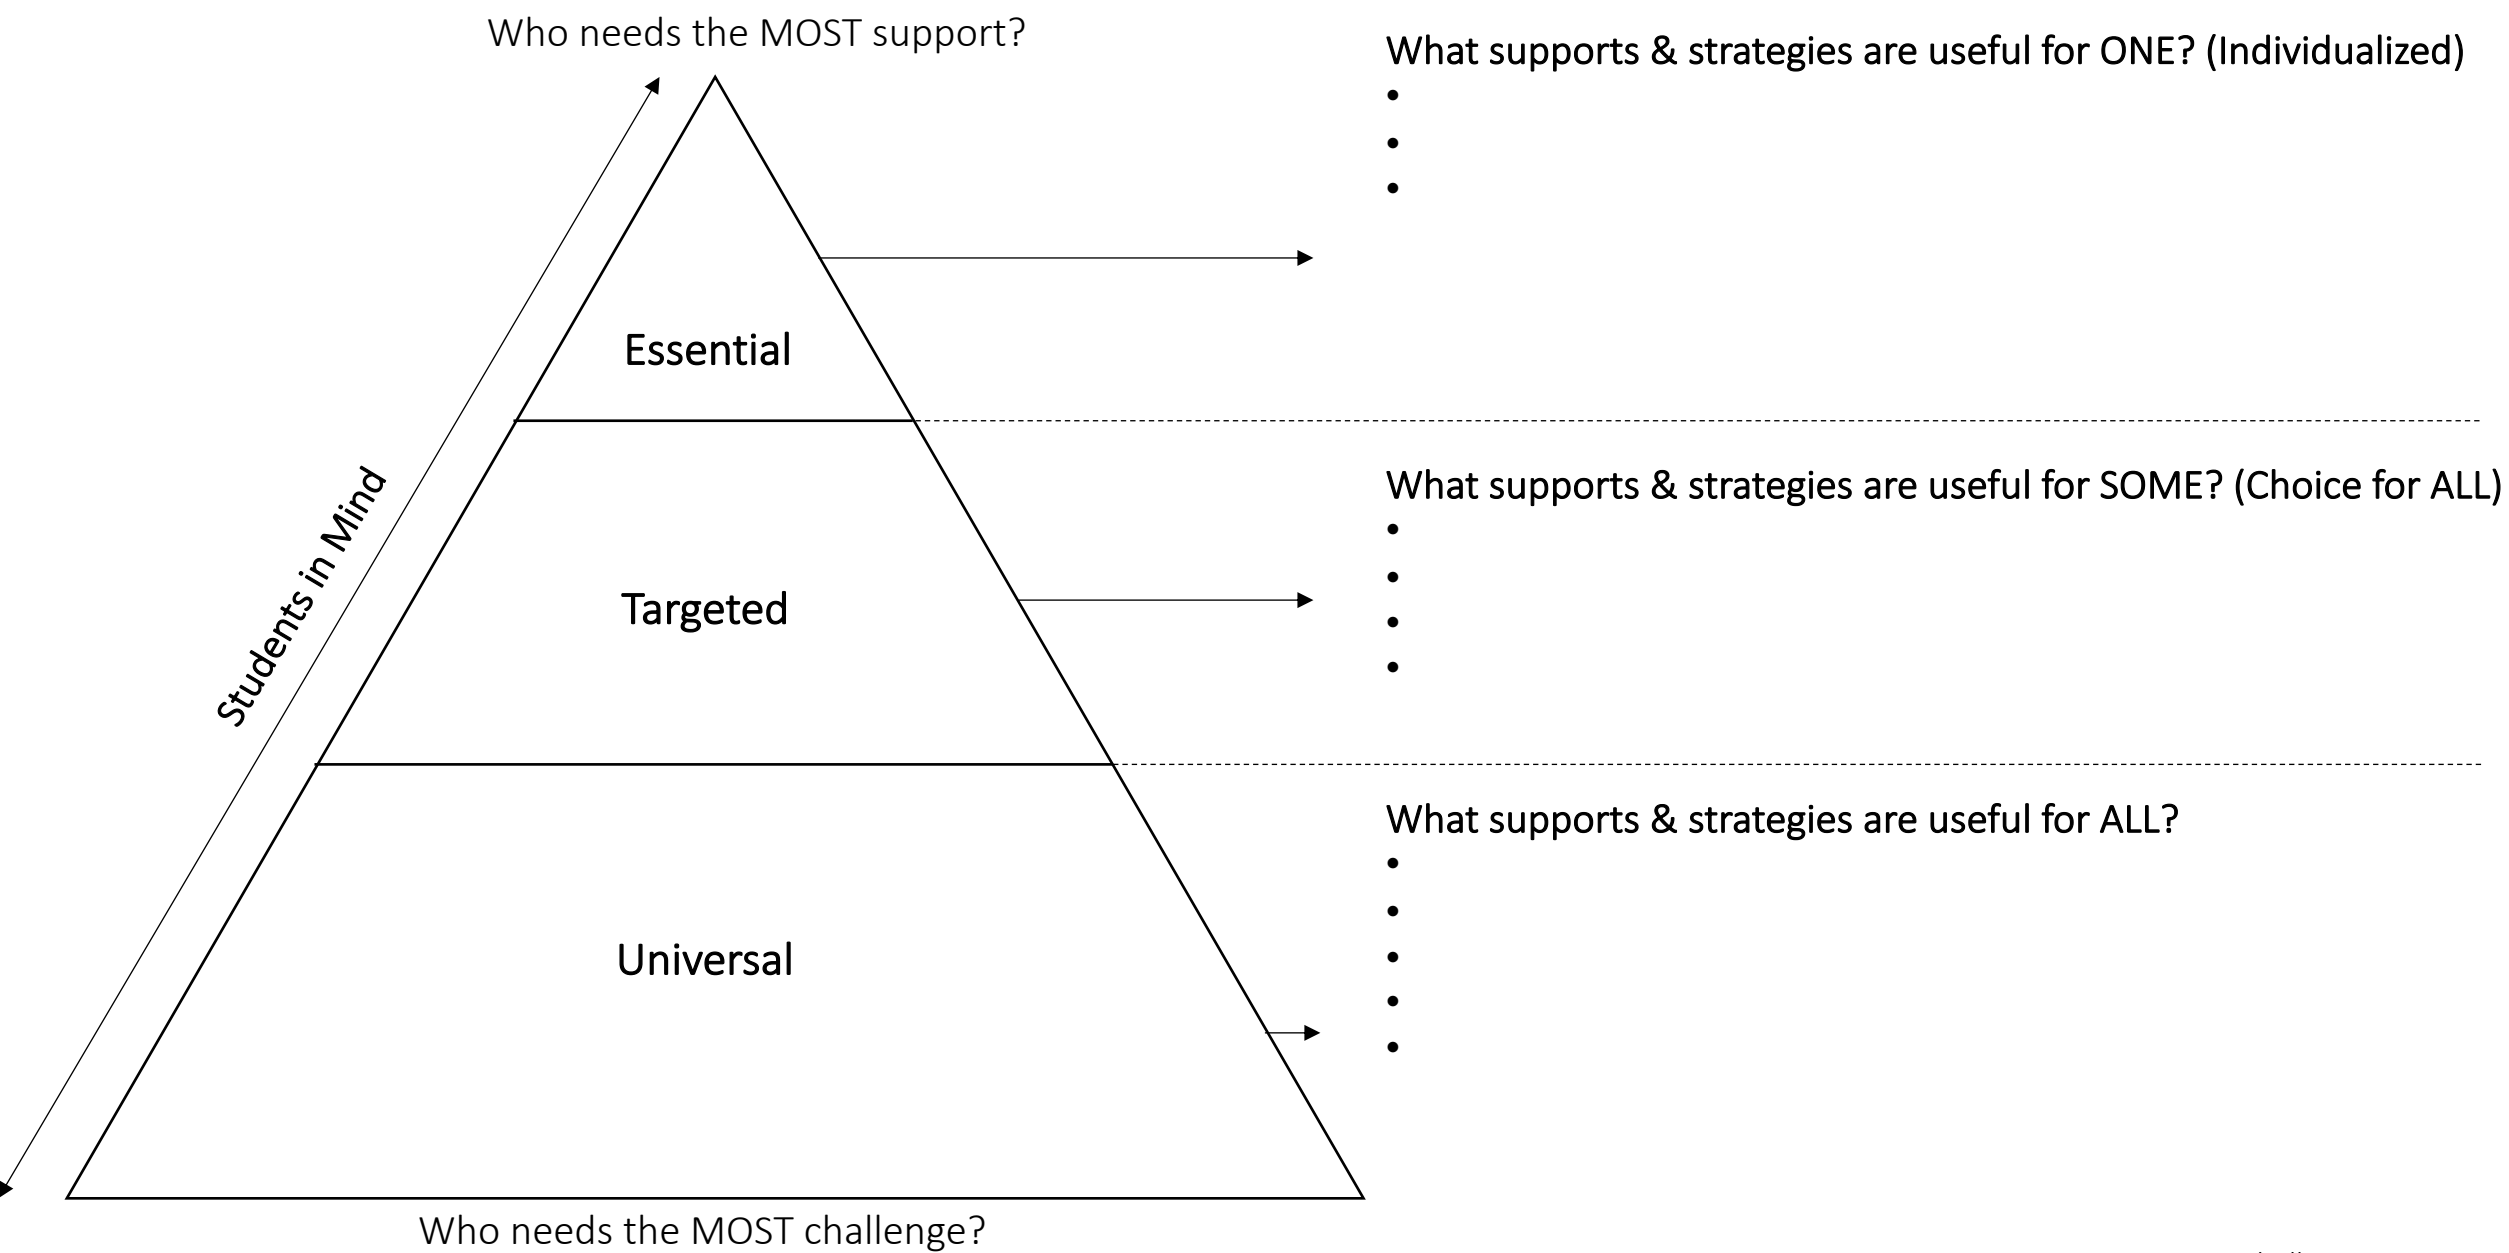 Who needs the MOST support?
What supports & strategies are useful for ONE? (Individualized)
•
•
•
Essential
Students in Mind
What supports & strategies are useful for SOME? (Choice for ALL)
•
•
•
•
Targeted
What supports & strategies are useful for ALL?
•
•
•
•
•
Universal
Who needs the MOST challenge?